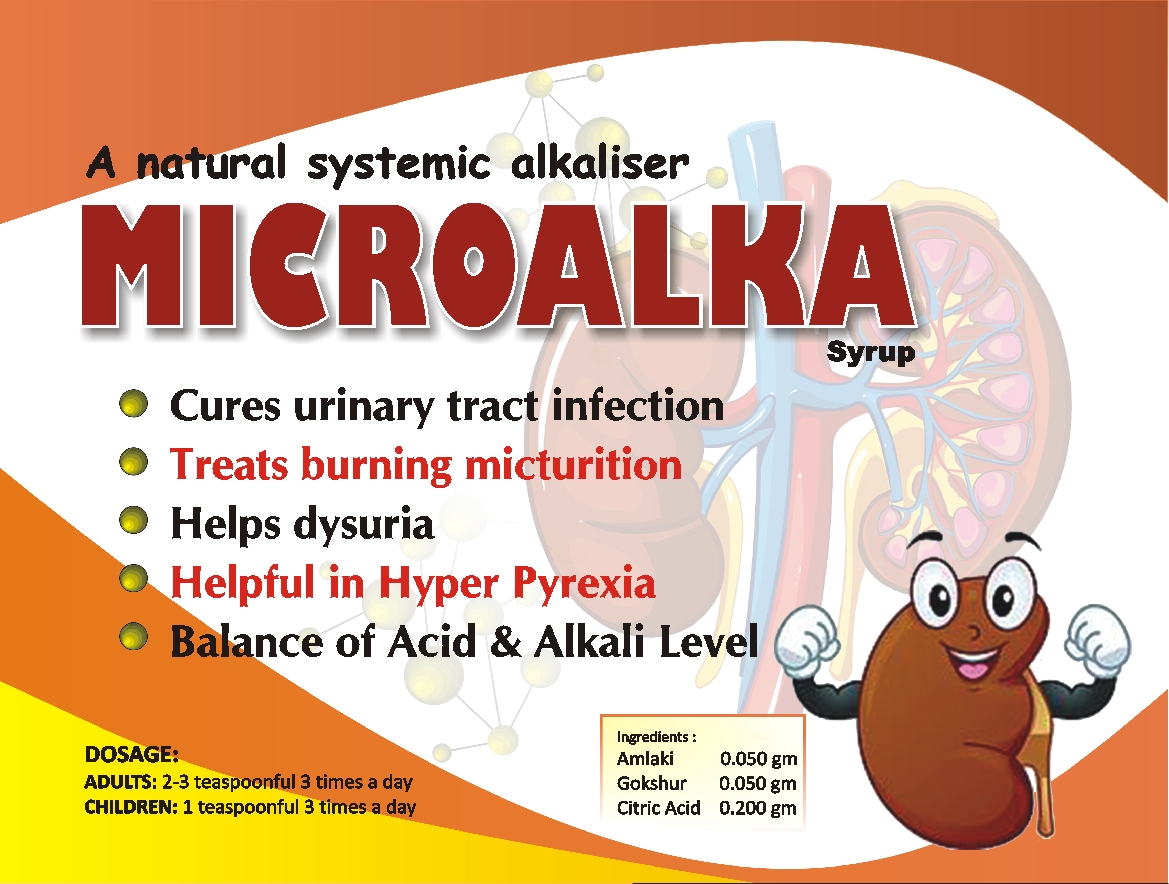 A natural systemic alkaliser
MICROALKA
Syrup
Cures urinary tract infection
Treats burning micturition
Helps dysuria
Helpful in Hyper Pyrexia
Balance of Acid & Alkali Level
DOSAGE:
ADULTS: 2-3 teaspoonful 3 times a day
CHILDREN: 1 teaspoonful 3 times a day
Ingredients :
Amlaki 0.050 gm
Gokshur 0.050 gm
Citric Acid 0.200 gm